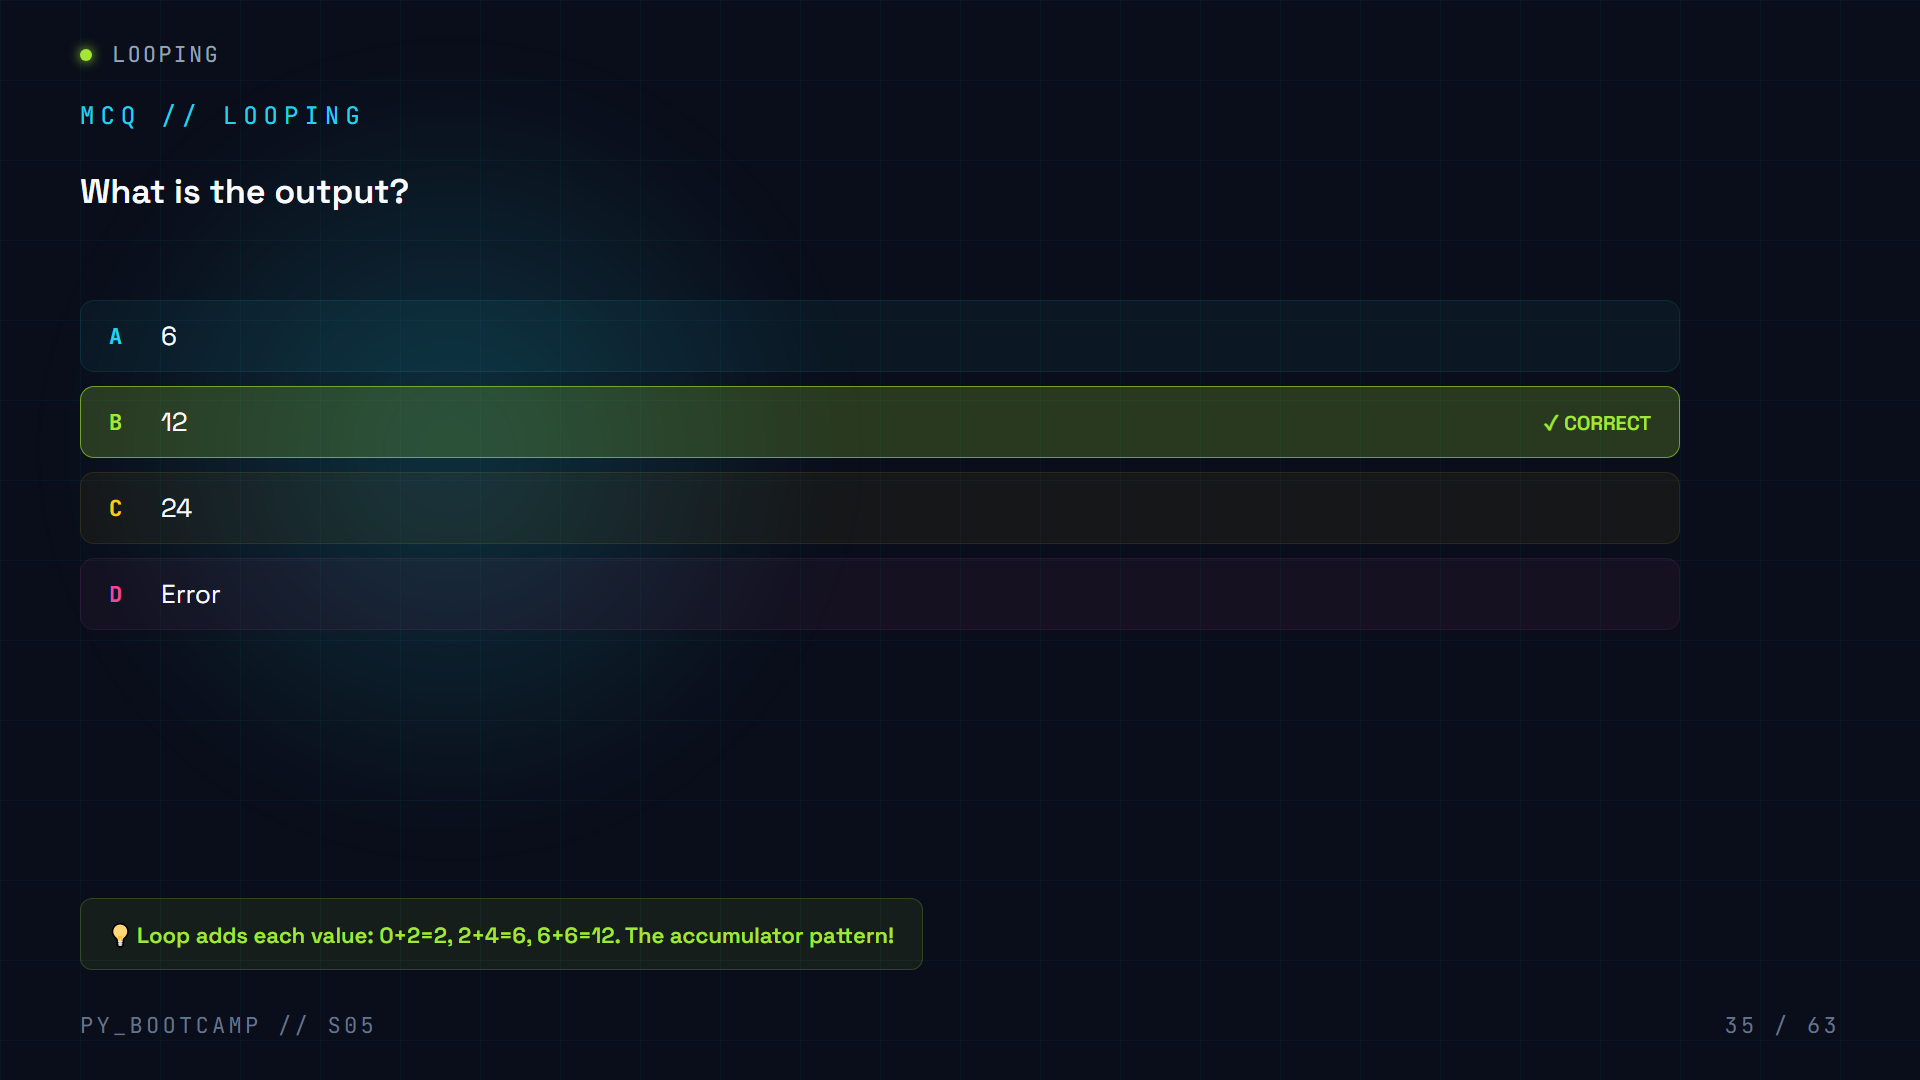 LOOPING
MCQ // LOOPING
What is the output?
A 6
B 12 ✓ CORRECT
C 24
D Error
💡 Loop adds each value: 0+2=2, 2+4=6, 6+6=12. The accumulator pattern!
PY_BOOTCAMP // S05
35 / 63